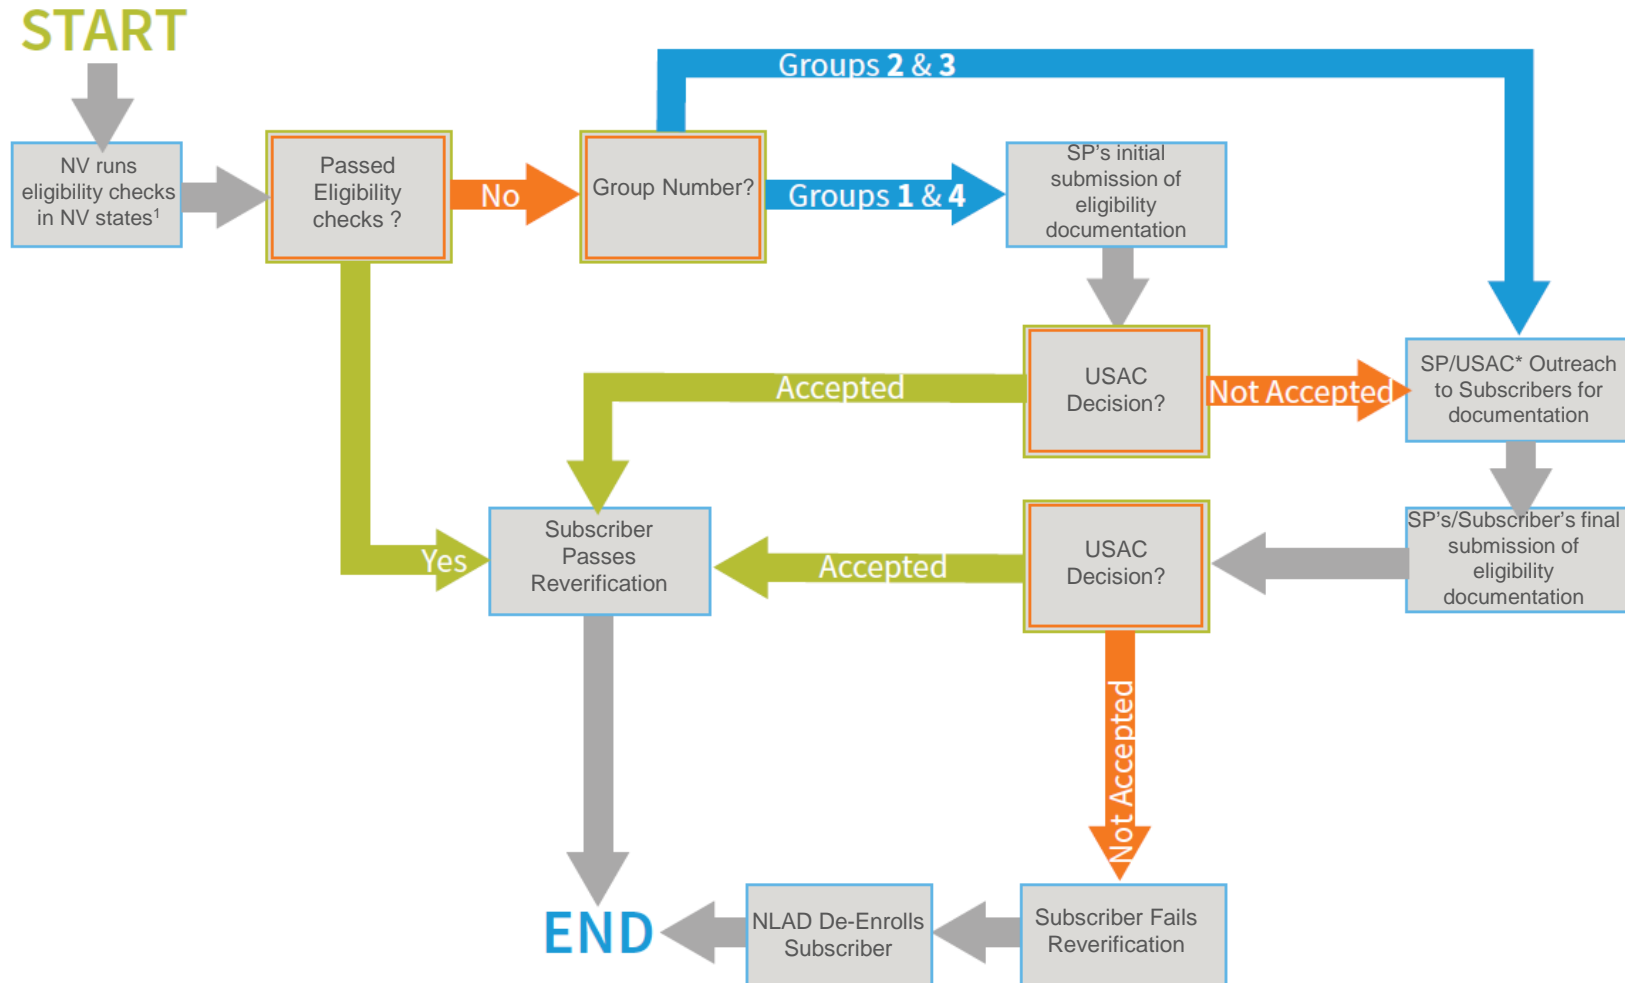 START
Groups 2 & 3
NV runs
eligibility checks
in NV states¹
Passed
Eligibility
checks ?
No
Group Number?
Groups 1 & 4
SP's initial
submission of
eligibility
documentation
Accepted
USAC
Decision?
Not Accepted
SP/USAC* Outreach
to Subscribers for
documentation
Yes
Subscriber
Passes
Reverification
Accepted
USAC
Decision?
SP's/Subscriber's final
submission of
eligibility
documentation
Not Accepted
END
NLAD De-Enrolls
Subscriber
Subscriber Fails
Reverification